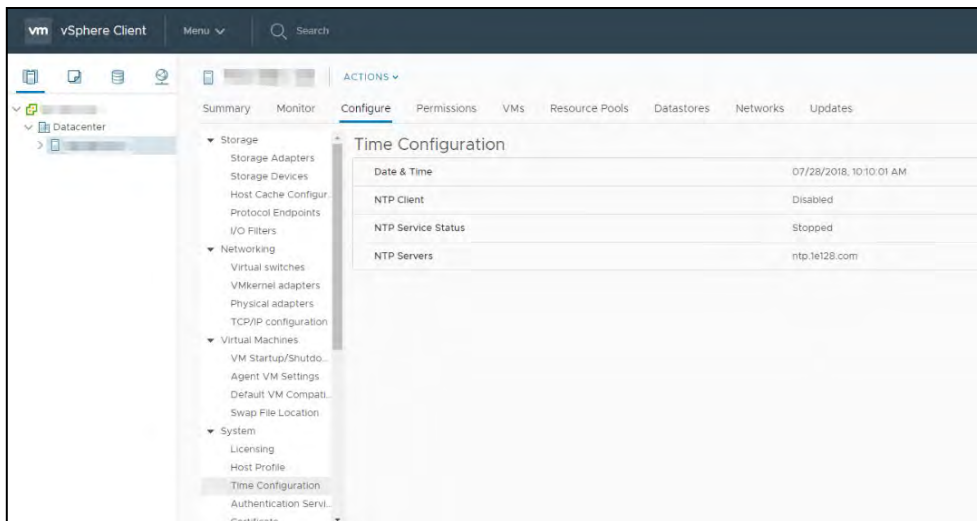 vm vSphere Client Menu Search
ACTIONS
Summary Monitor Configure Permissions VMs Resource Pools Datastores Networks Updates
Datacenter
Storage
Storage Adapters
Storage Devices
Host Cache Configur..
Protocol Endpoints
I/O Filters
Networking
Virtual switches
VMkernel adapters
Physical adapters
TCP/IP configuration
Virtual Machines
VM Startup/Shutdo..
Agent VM Settings
Default VM Compati..
Swap File Location
System
Licensing
Host Profile
Time Configuration
Authentication Servi..
Time Configuration
Date & Time 07/28/2018, 10:10:01 AM
NTP Client Disabled
NTP Service Status Stopped
NTP Servers ntp.1e128.com